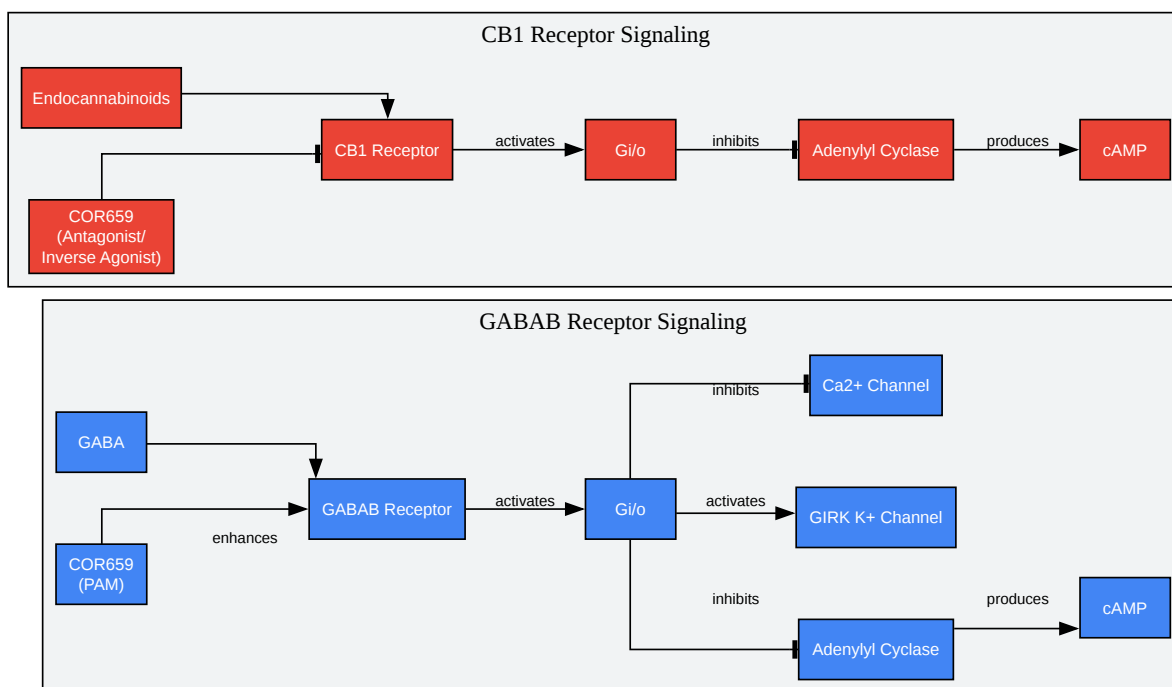 CB1 Receptor Signaling
Endocannabinoids
CB1 Receptor
activates
Gi/o
inhibits
Adenylyl Cyclase
produces
cAMP
COR659
(Antagonist/
Inverse Agonist)
GABAB Receptor Signaling
inhibits
Ca2+ Channel
GABA
GABAB Receptor
activates
Gi/o
activates
GIRK K+ Channel
enhances
COR659
(PAM)
inhibits
Adenylyl Cyclase
produces
cAMP